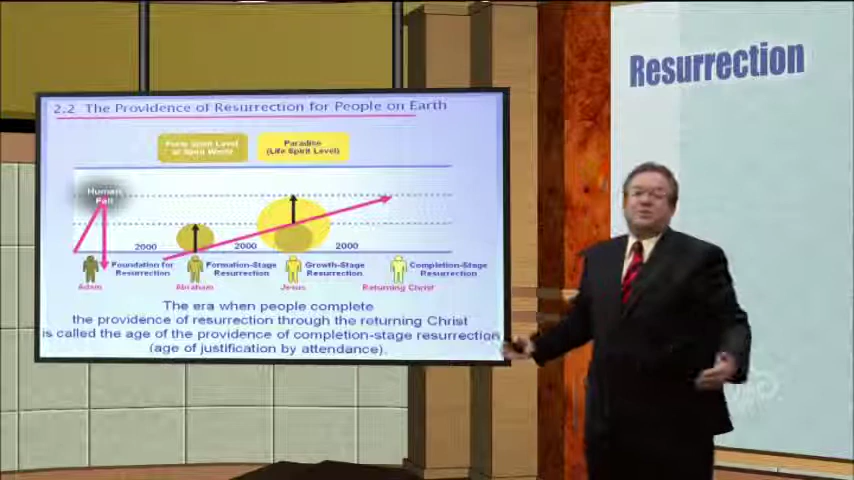 Resurrection
2.2 The Providence of Resurrection for People on Earth
Form Spirit Level
of Spirit World
Paradise
(Life Spirit Level)
Human
Fall
2000
2000
2000
Foundation for
Resurrection
Formation-Stage
Resurrection
Growth-Stage
Resurrection
Completion-Stage
Resurrection
Adam
Abraham
Jesus
Returning Christ
The era when people complete
the providence of resurrection through the returning Christ
is called the age of the providence of completion-stage resurrection
(age of justification by attendance).